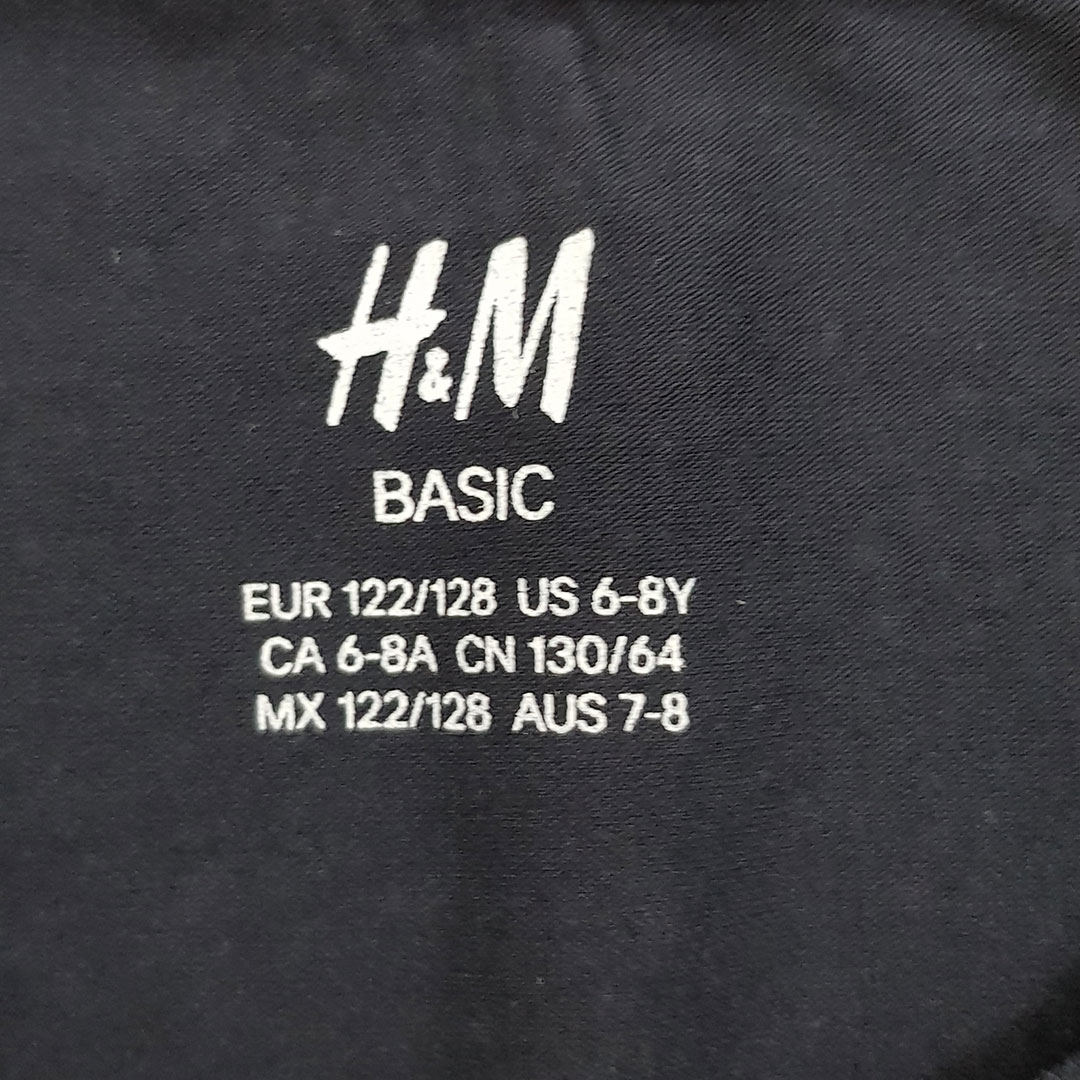 H&M
BASIC
EUR 122/128 US 6-8Y
CA 6-8A CN 130/64
MX 122/128 AUS 7-8